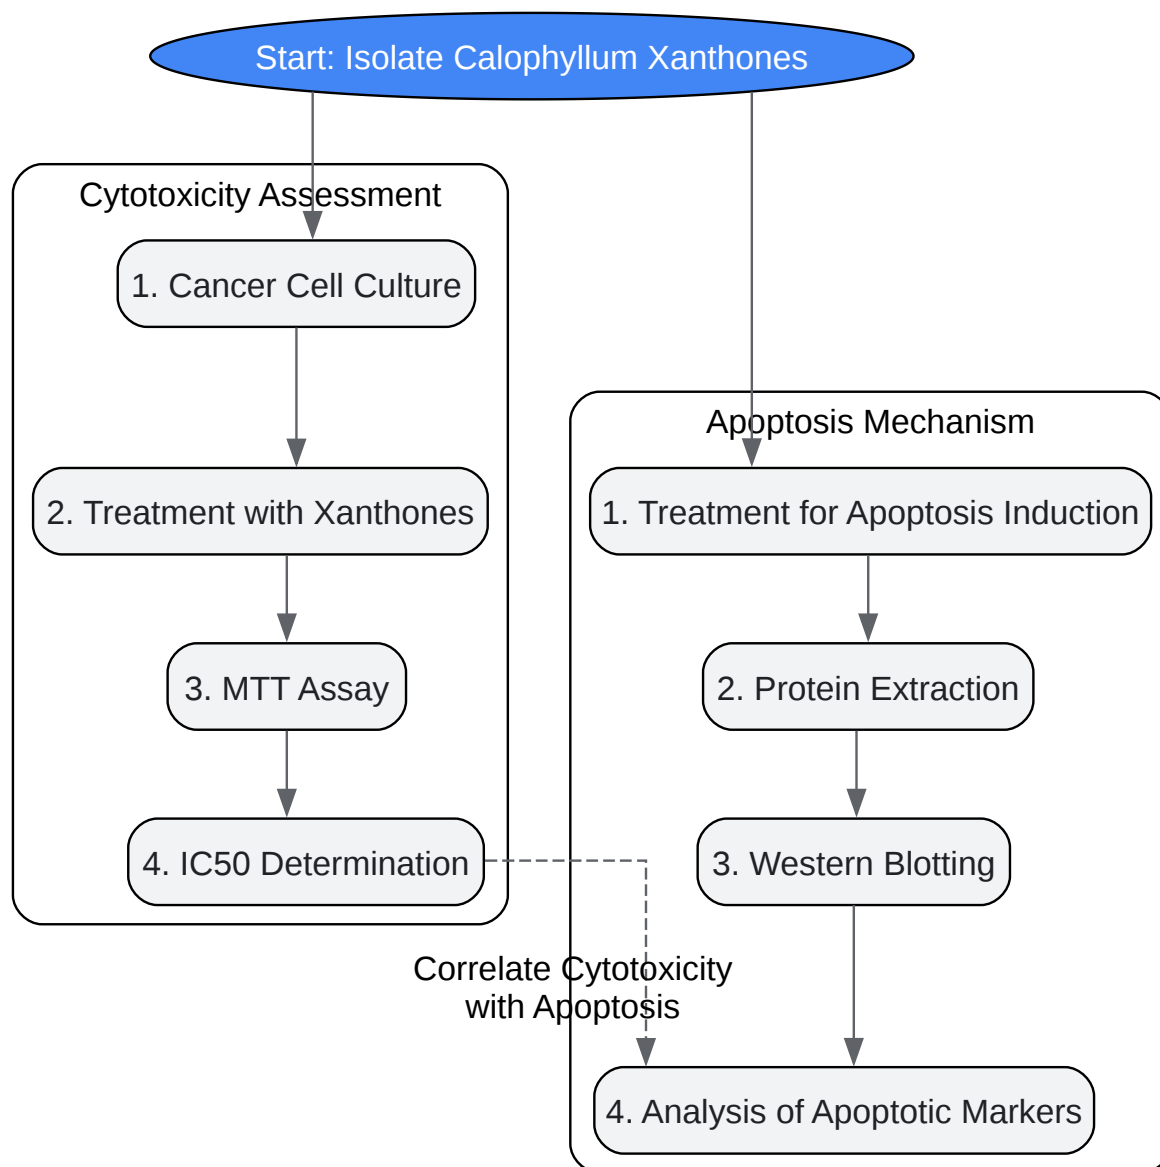 Start: Isolate Calophyllum Xanthones
Cytotoxicity Assessment
1. Cancer Cell Culture
2. Treatment with Xanthones
3. MTT Assay
4. IC50 Determination
Correlate Cytotoxicity
with Apoptosis
Apoptosis Mechanism
1. Treatment for Apoptosis Induction
2. Protein Extraction
3. Western Blotting
4. Analysis of Apoptotic Markers